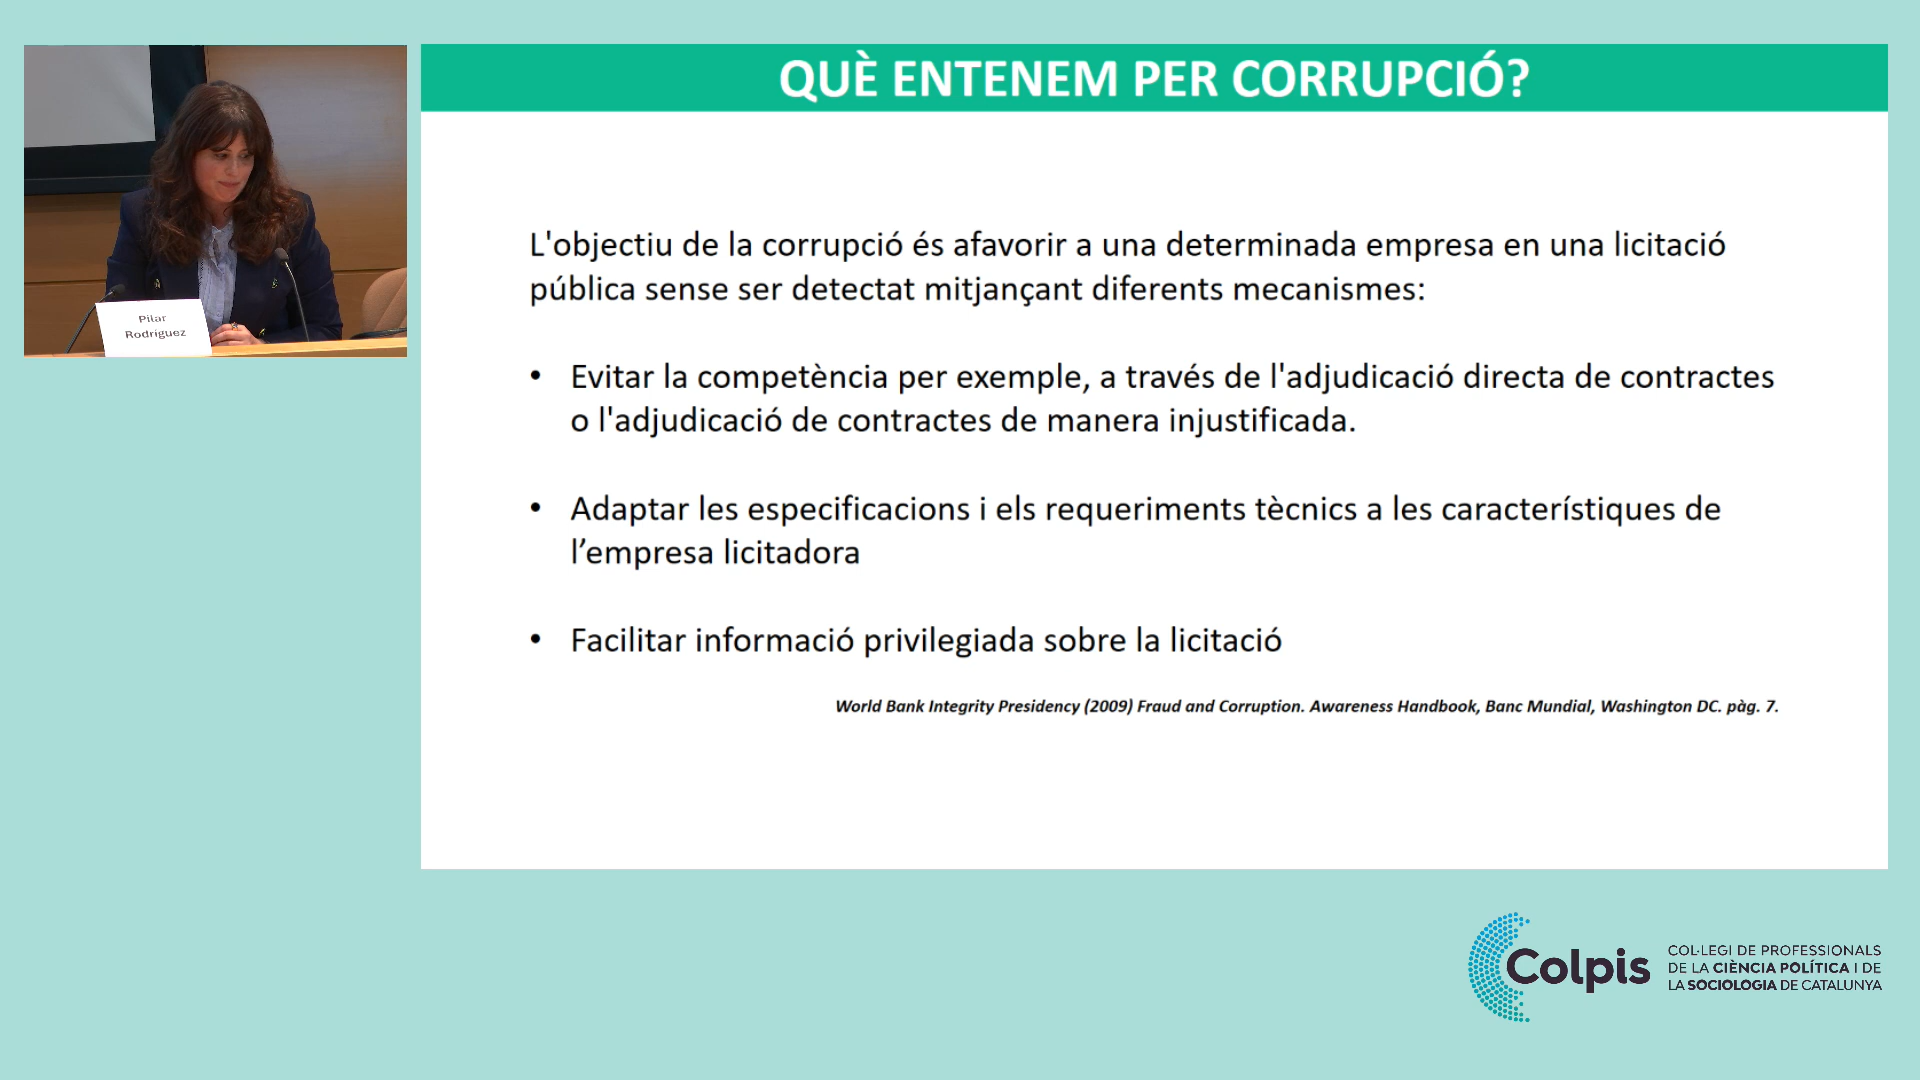 QUÈ ENTENEM PER CORRUPCIÓ?
L'objectiu de la corrupció és afavorir a una determinada empresa en una licitació
pública sense ser detectat mitjançant diferents mecanismes:
• Evitar la competència per exemple, a través de l'adjudicació directa de contractes
o l'adjudicació de contractes de manera injustificada.
• Adaptar les especificacions i els requeriments tècnics a les característiques de
l’empresa licitadora
• Facilitar informació privilegiada sobre la licitació
World Bank Integrity Presidency (2009) Fraud and Corruption. Awareness Handbook, Banc Mundial, Washington DC. pàg. 7.
Pilar
Rodríguez
Colpis
COL·LEGI DE PROFESSIONALS
DE LA CIÈNCIA POLÍTICA I DE
LA SOCIOLOGIA DE CATALUNYA